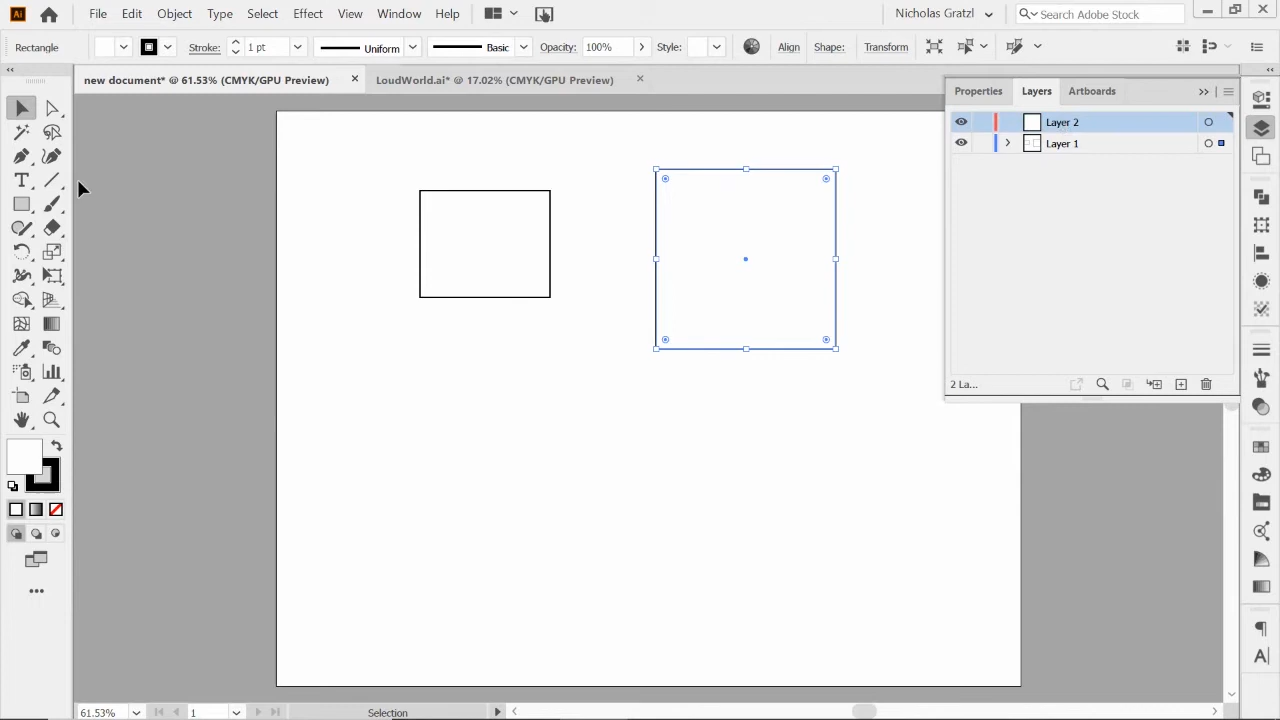 Ai File Edit Object Type Select Effect View Window Help Nicholas Gratzl Search Adobe Stock
Rectangle Stroke: 1 pt Uniform Basic Opacity: 100% Style: Align Shape: Transform
new document* @ 61.53% (CMYK/GPU Preview) LoudWorld.ai* @ 17.02% (CMYK/GPU Preview)
Properties Layers Artboards
Layer 2
Layer 1
2 La...
61.53% 1 Selection